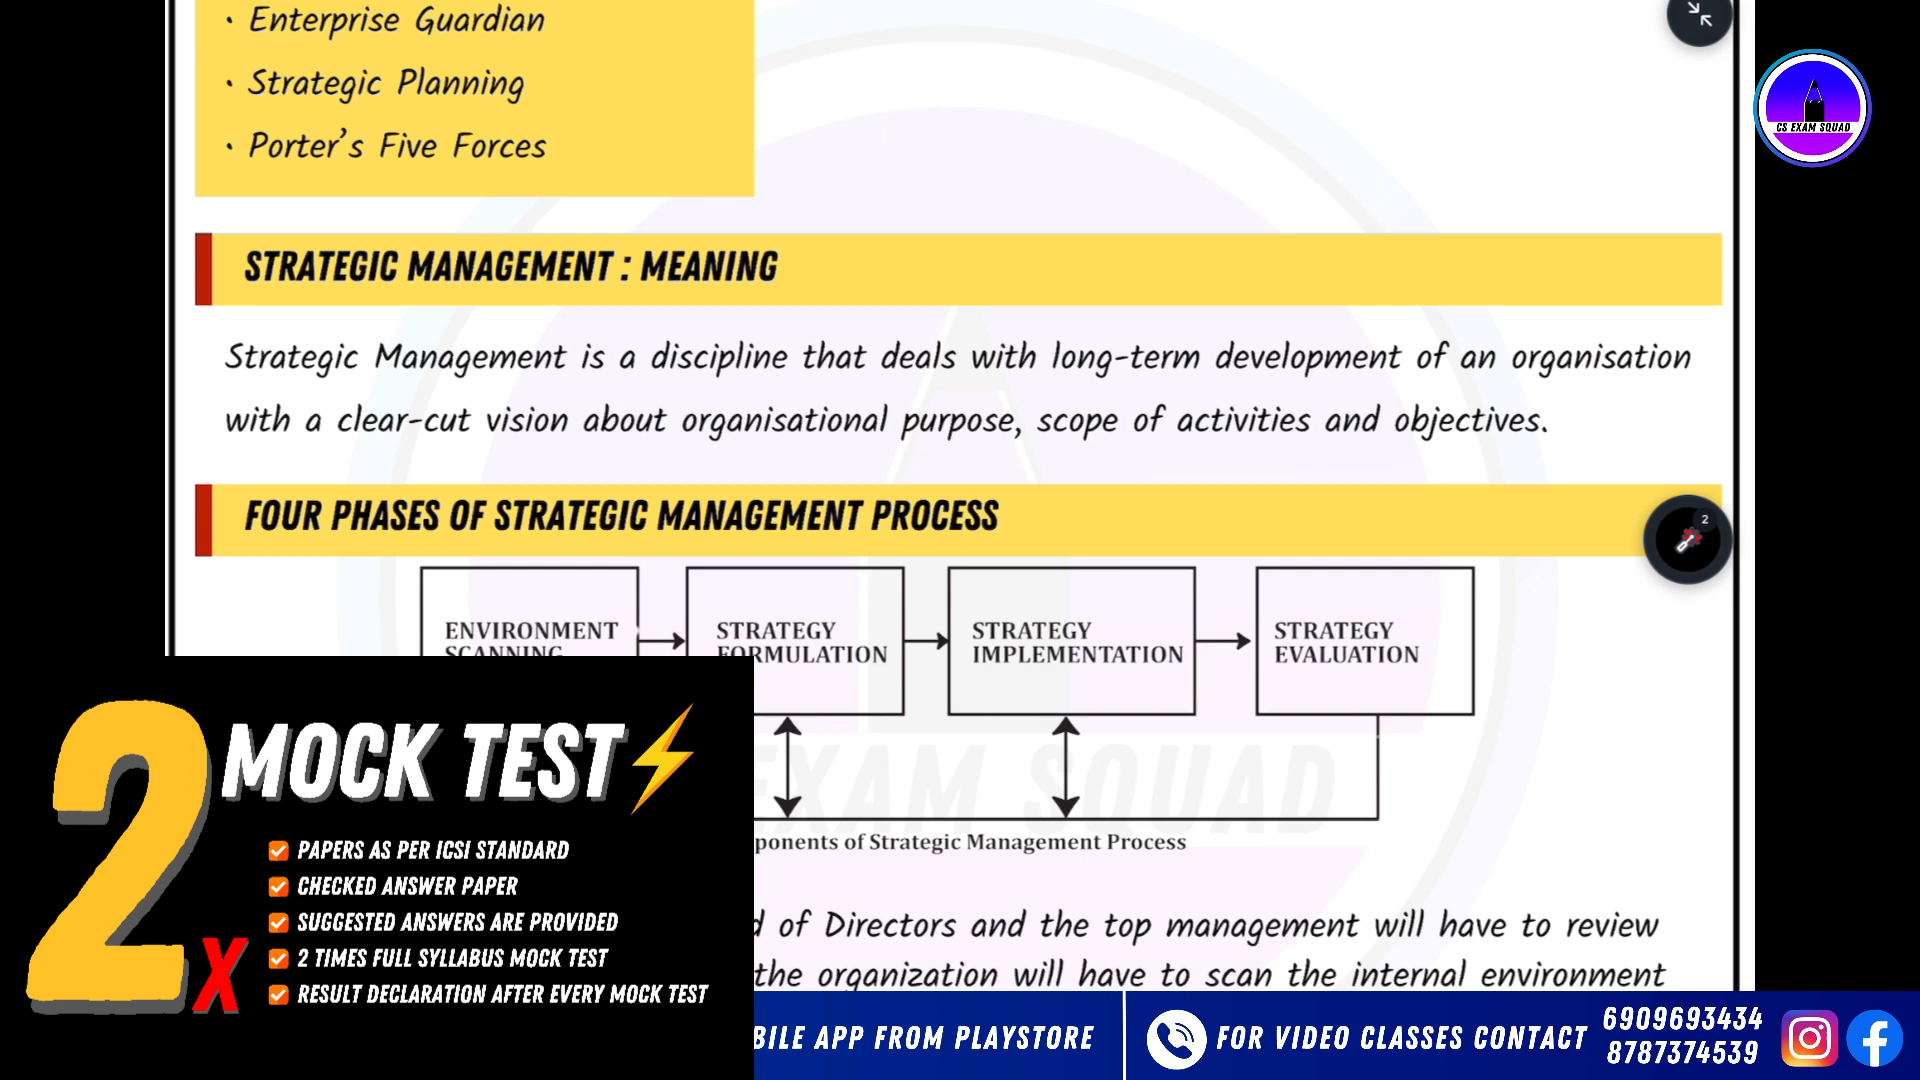 • Enterprise Guardian
• Strategic Planning
• Porter's Five Forces
CS EXAM SQUAD
STRATEGIC MANAGEMENT : MEANING
Strategic Management is a discipline that deals with long-term development of an organisation
with a clear-cut vision about organisational purpose, scope of activities and objectives.
FOUR PHASES OF STRATEGIC MANAGEMENT PROCESS
2
ENVIRONMENT
SCANNING
STRATEGY
FORMULATION
STRATEGY
IMPLEMENTATION
STRATEGY
EVALUATION
EXAM SQUAD
ponents of Strategic Management Process
d of Directors and the top management will have to review
the organization will have to scan the internal environment
2X
MOCK TEST
PAPERS AS PER ICSI STANDARD
CHECKED ANSWER PAPER
SUGGESTED ANSWERS ARE PROVIDED
2 TIMES FULL SYLLABUS MOCK TEST
RESULT DECLARATION AFTER EVERY MOCK TEST
BILE APP FROM PLAYSTORE
FOR VIDEO CLASSES CONTACT
6909693434
8787374539